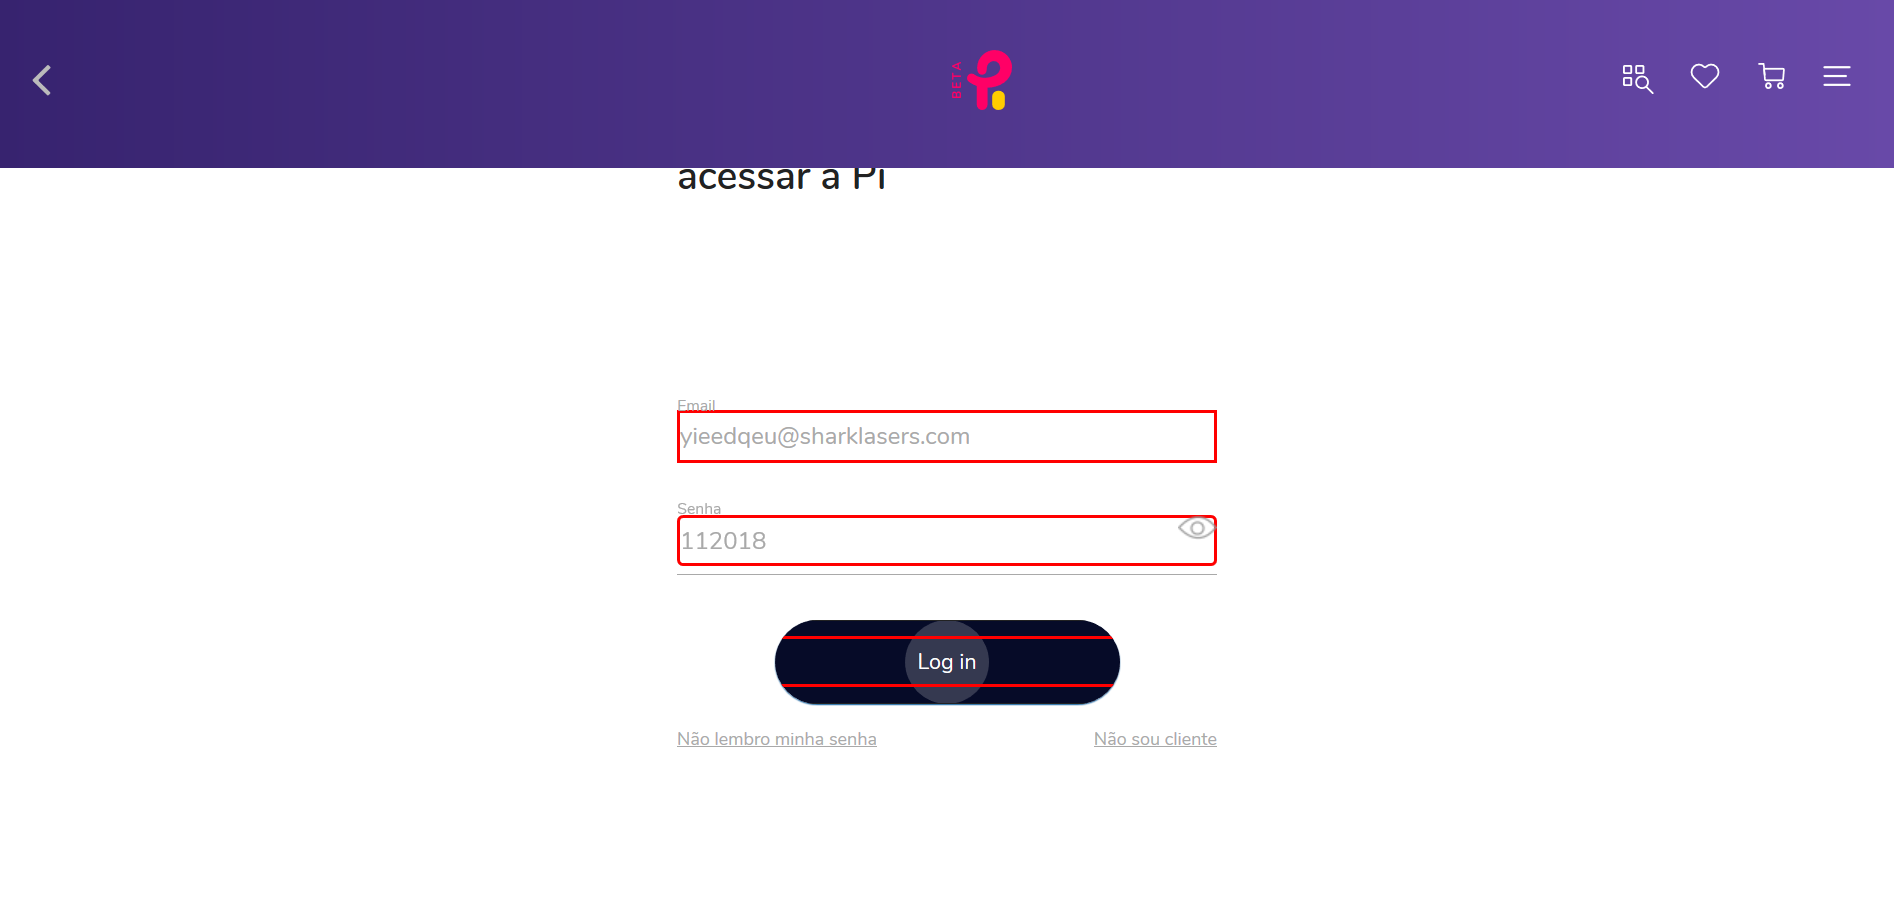 BETA
acessar a Pi
Email
yieedqeu@sharklasers.com
Senha
112018
Log in
Não lembro minha senha
Não sou cliente